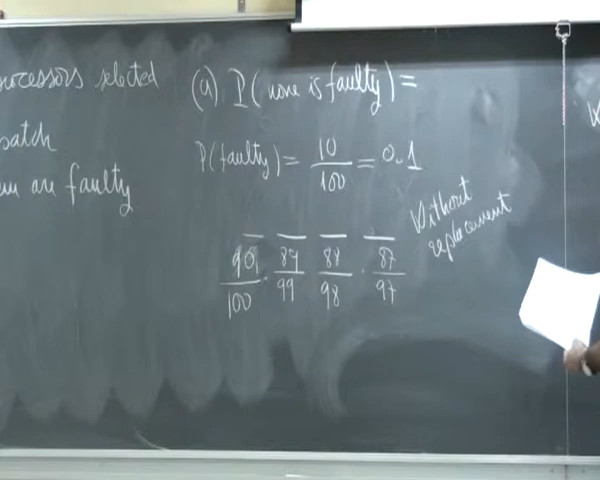 processors selected
batch
are faulty
(a) P(none is faulty) =
P(faulty) = 10/100 = 0.1
Without replacement
90/100 · 89/99 · 88/98 · 87/97